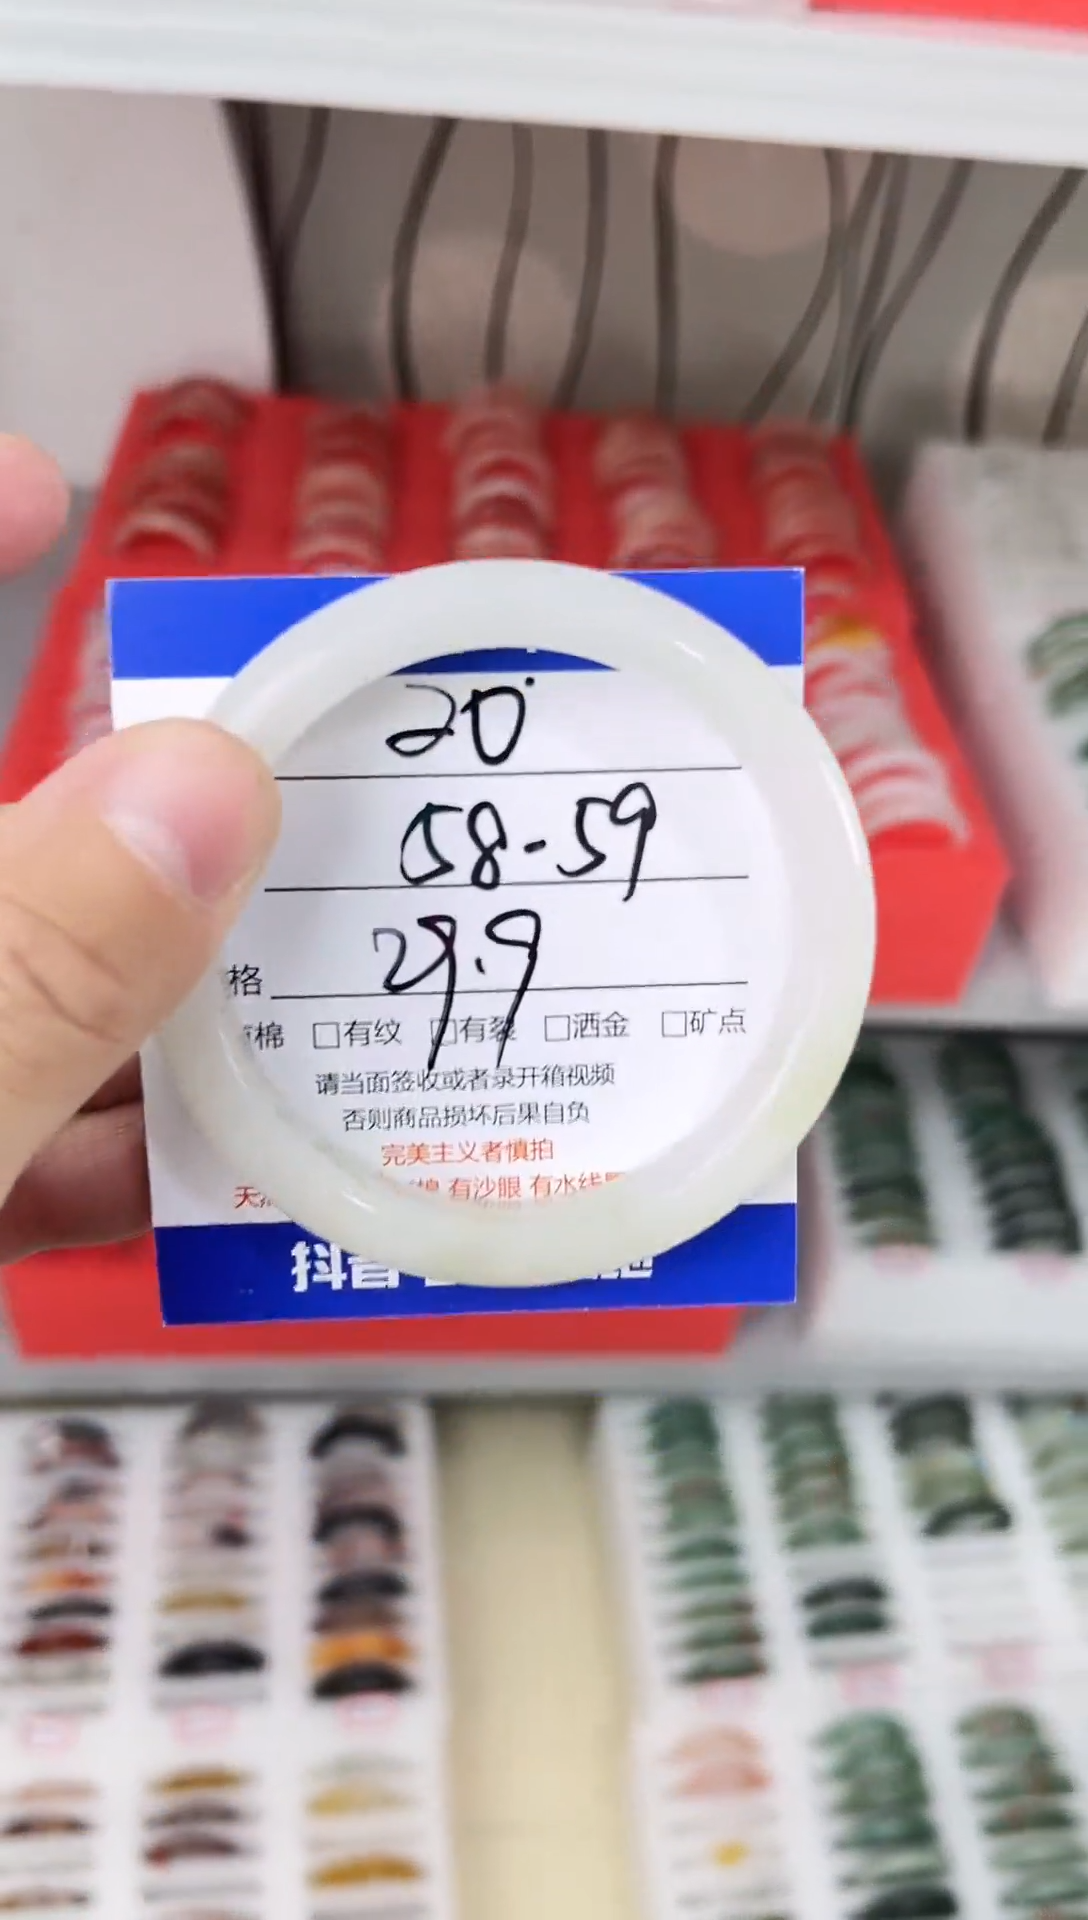 20
58-59
格 29.9
棉 □有纹 □有裂 □洒金 □矿点
请当面签收或者录开箱视频
否则商品损坏后果自负
完美主义者慎拍
天 有沙眼 有水线
抖音